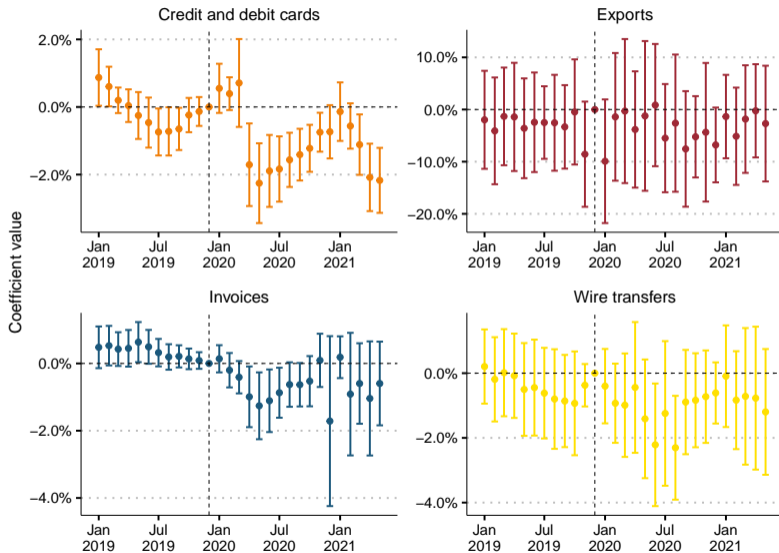 Credit and debit cards
2.0%
0.0%
−2.0%
Jan 2019
Jul 2019
Jan 2020
Jul 2020
Jan 2021
Exports
10.0%
0.0%
−10.0%
−20.0%
Jan 2019
Jul 2019
Jan 2020
Jul 2020
Jan 2021
Coefficient value
Invoices
0.0%
−2.0%
−4.0%
Jan 2019
Jul 2019
Jan 2020
Jul 2020
Jan 2021
Wire transfers
0.0%
−2.0%
−4.0%
Jan 2019
Jul 2019
Jan 2020
Jul 2020
Jan 2021